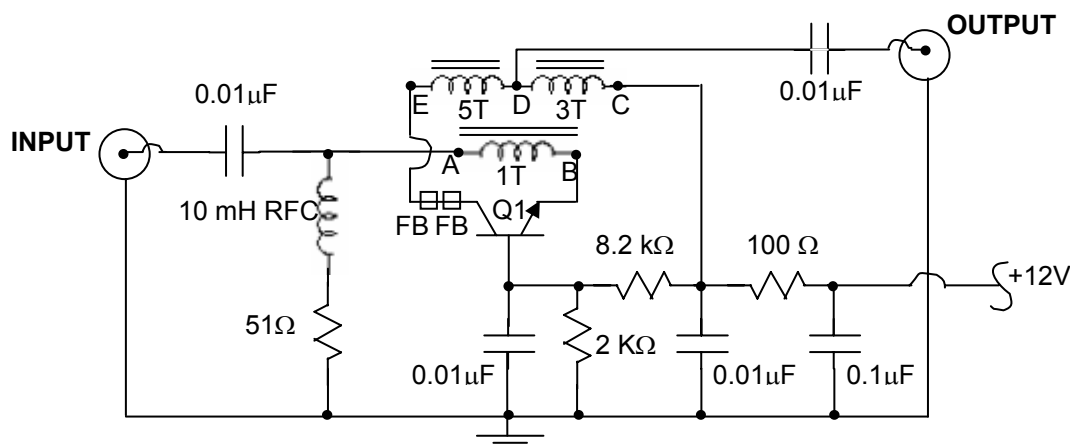 OUTPUT
0.01μF
E
5T
D
3T
C
0.01μF
INPUT
A
1T
B
10 mH RFC
FB FB
Q1
8.2 kΩ
100 Ω
+12V
51Ω
2 KΩ
0.01μF
0.01μF
0.1μF